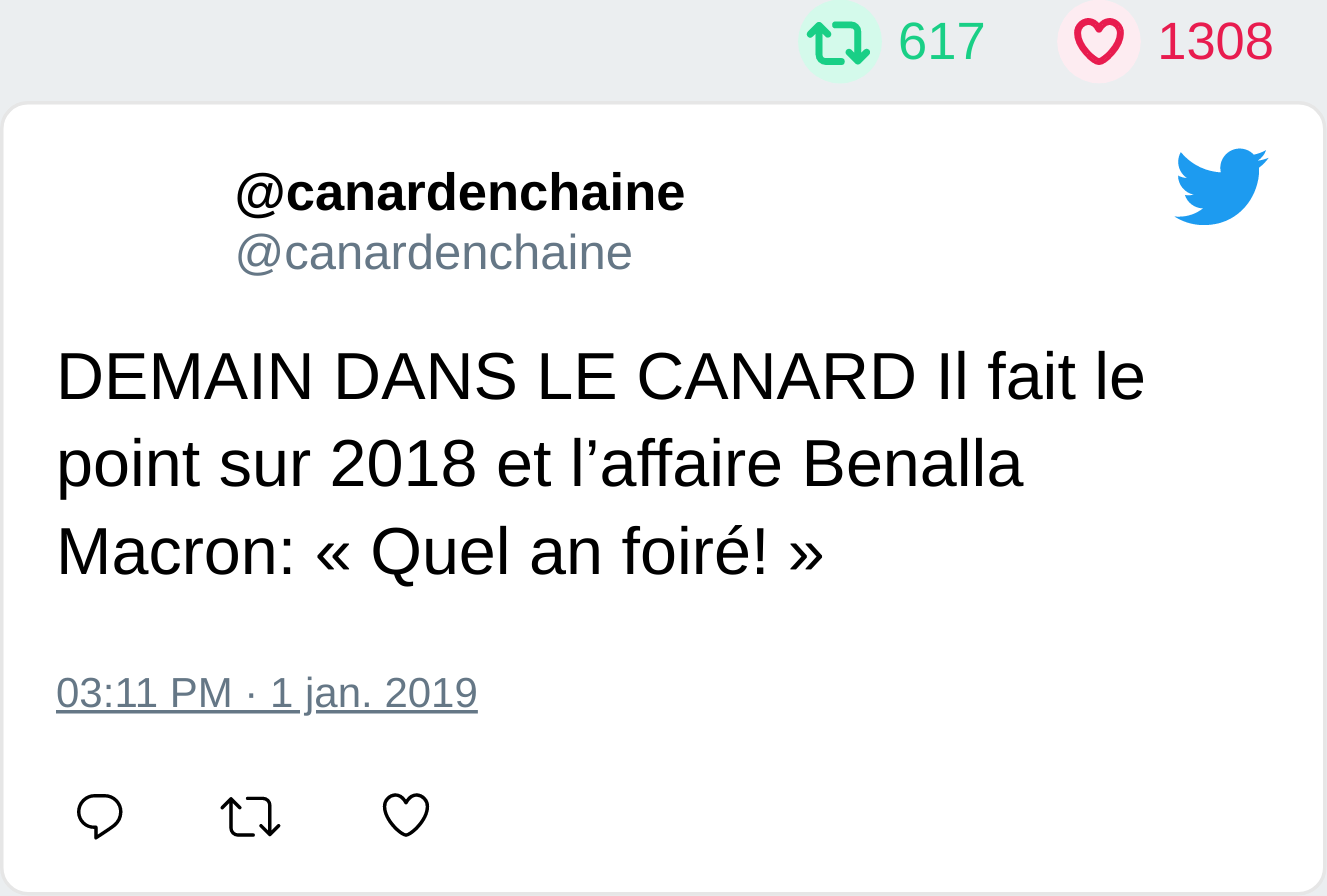 617 1308
@canardenchaine
@canardenchaine
DEMAIN DANS LE CANARD Il fait le
point sur 2018 et l’affaire Benalla
Macron: « Quel an foiré! »
03:11 PM · 1 jan. 2019